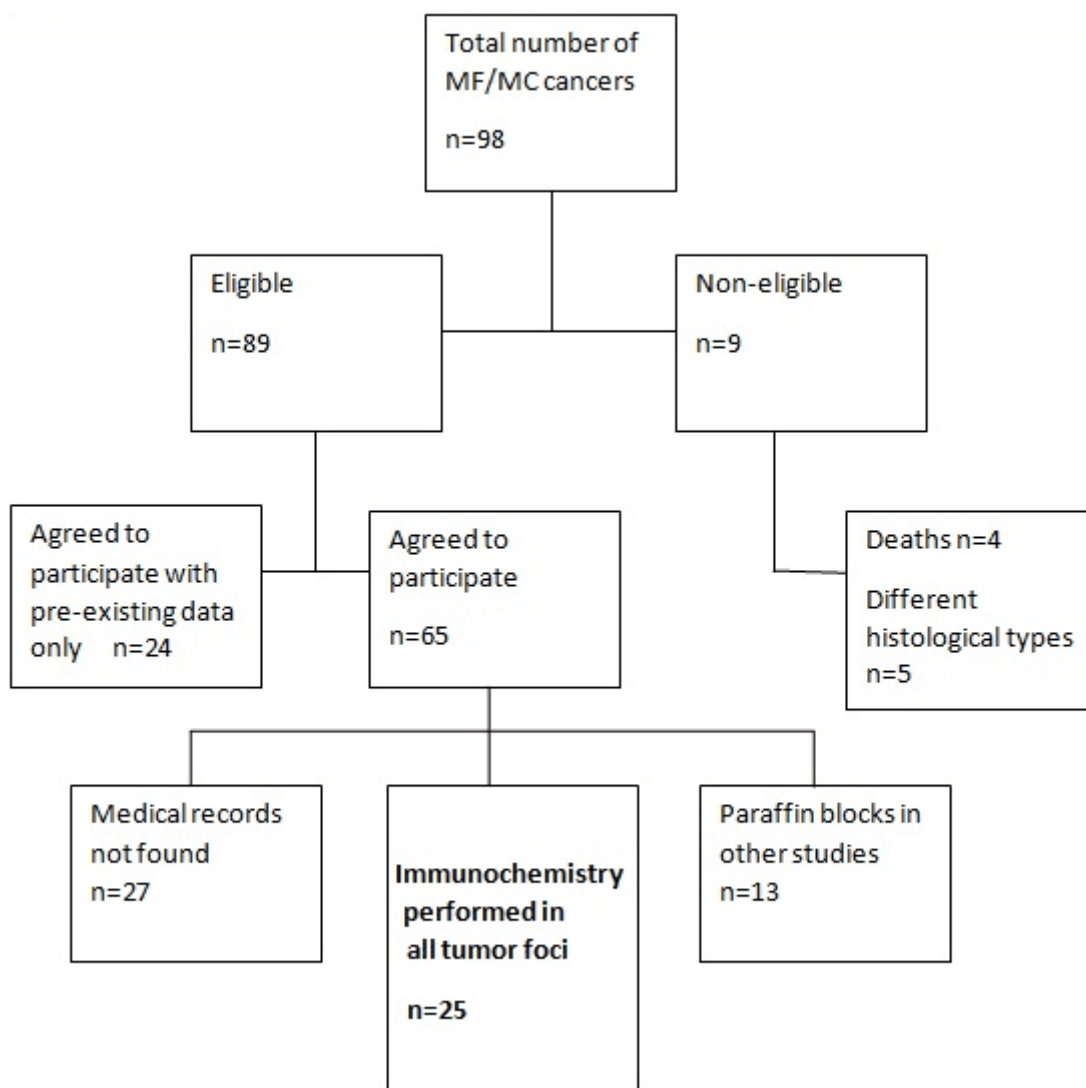 Total number of
MF/MC cancers
n=98
Eligible
n=89
Non-eligible
n=9
Agreed to
participate with
pre-existing data
only n=24
Agreed to
participate
n=65
Deaths n=4
Different
histological types
n=5
Medical records
not found
n=27
Immunochemistry
performed in
all tumor foci
n=25
Paraffin blocks in
other studies
n=13